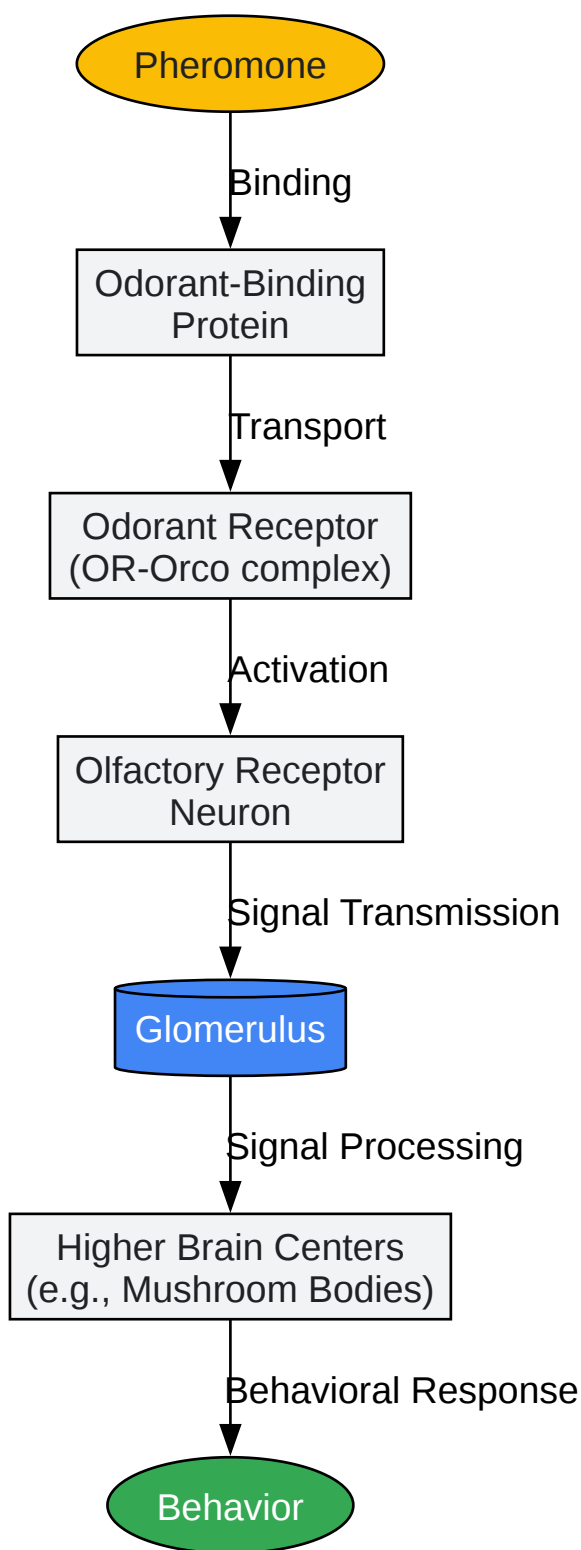 Pheromone
Binding
Odorant-Binding
Protein
Transport
Odorant Receptor
(OR-Orco complex)
Activation
Olfactory Receptor
Neuron
Signal Transmission
Glomerulus
Signal Processing
Higher Brain Centers
(e.g., Mushroom Bodies)
Behavioral Response
Behavior